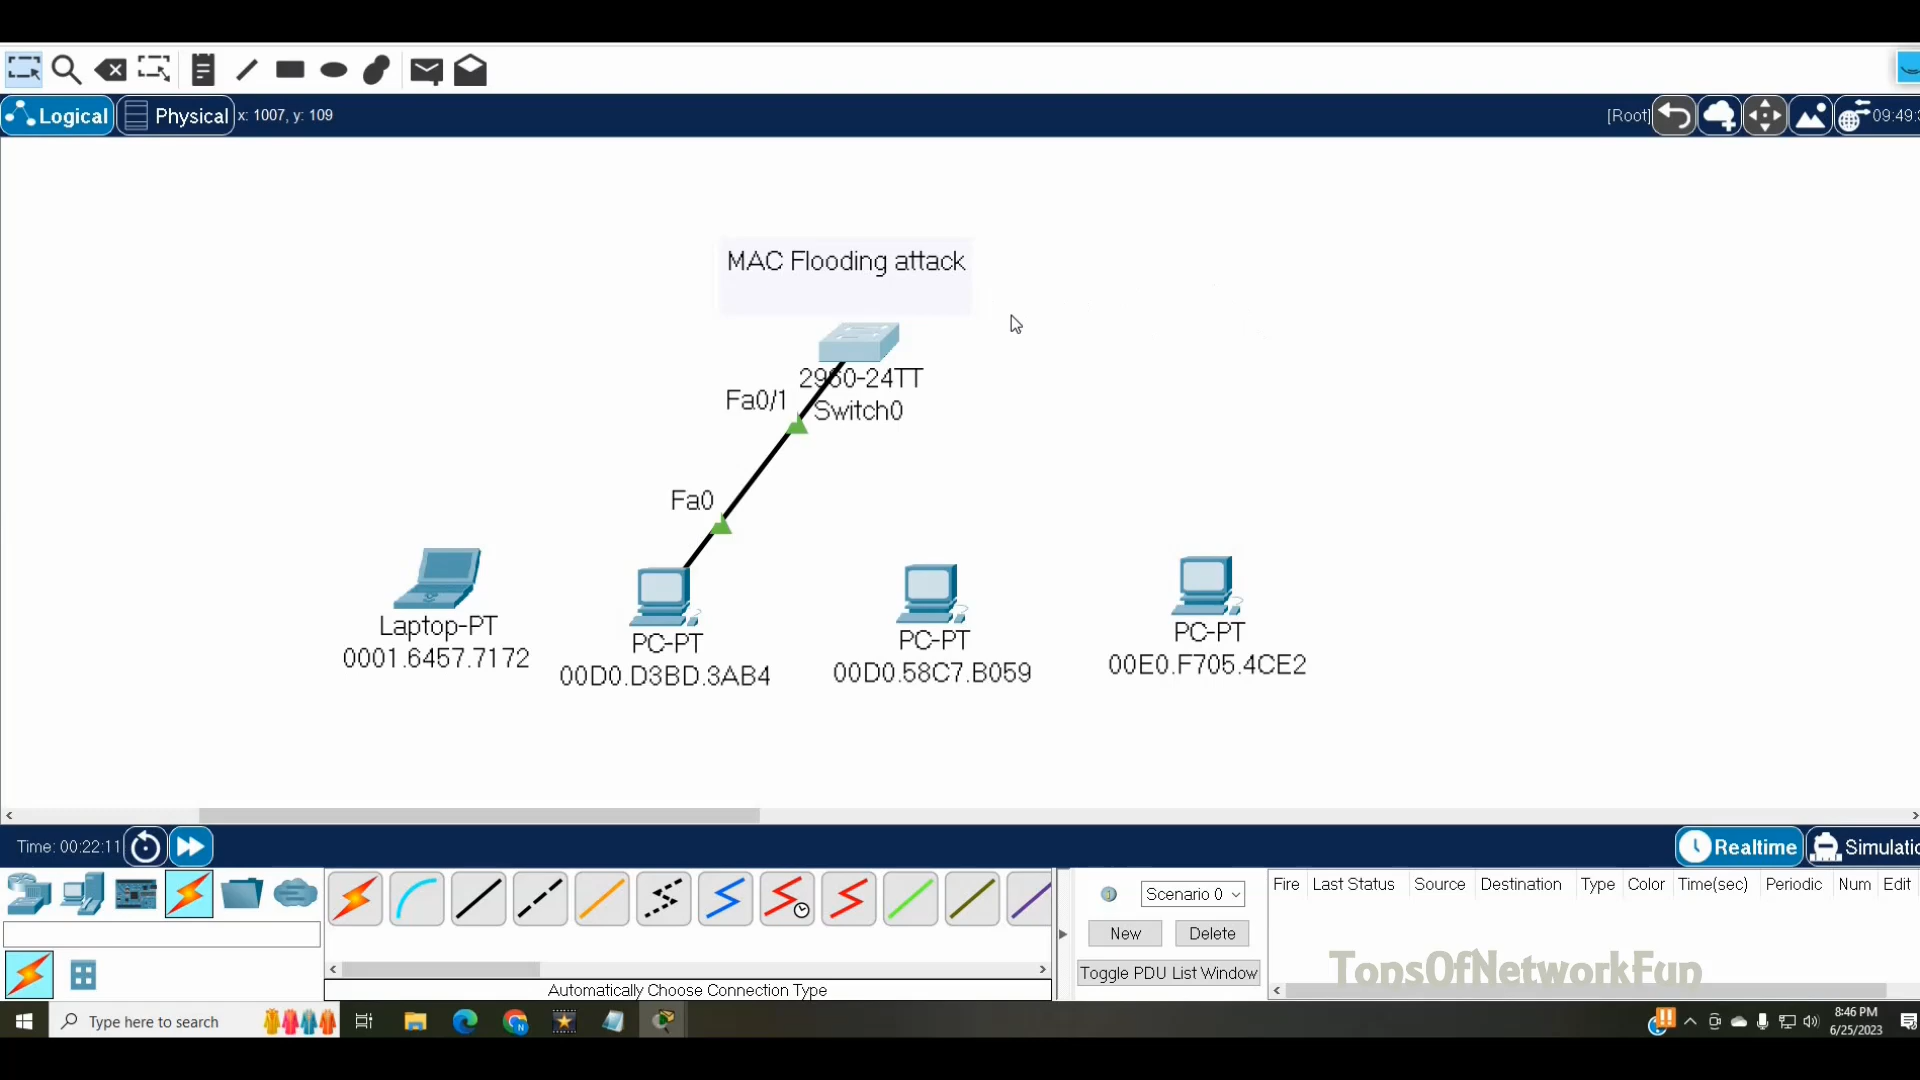 Logical
Physical
x: 1007, y: 109
[Root]
09:49:
MAC Flooding attack
2960-24TT
Fa0/1
Switch0
Fa0
Laptop-PT
0001.6457.7172
PC-PT
00D0.D3BD.3AB4
PC-PT
00D0.58C7.B059
PC-PT
00E0.F705.4CE2
Time: 00:22:11
Realtime
Simulatio
Scenario 0
New
Delete
Toggle PDU List Window
Fire Last Status Source Destination Type Color Time(sec) Periodic Num Edit
Automatically Choose Connection Type
TopsOfNetworkFun
Type here to search
8:46 PM
6/25/2023